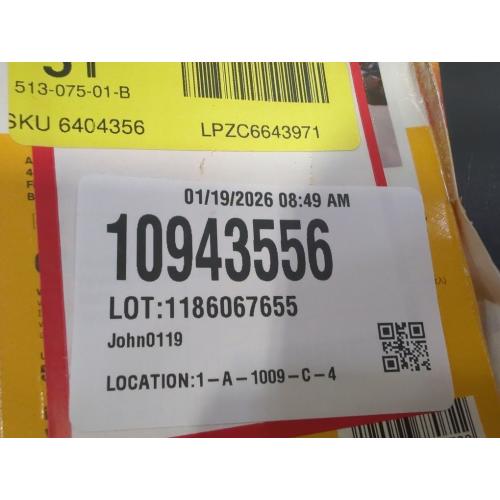 513-075-01-B
SKU 6404356
LPZC6643971
01/19/2026 08:49 AM
10943556
LOT:1186067655
John0119
LOCATION:1-A-1009-C-4